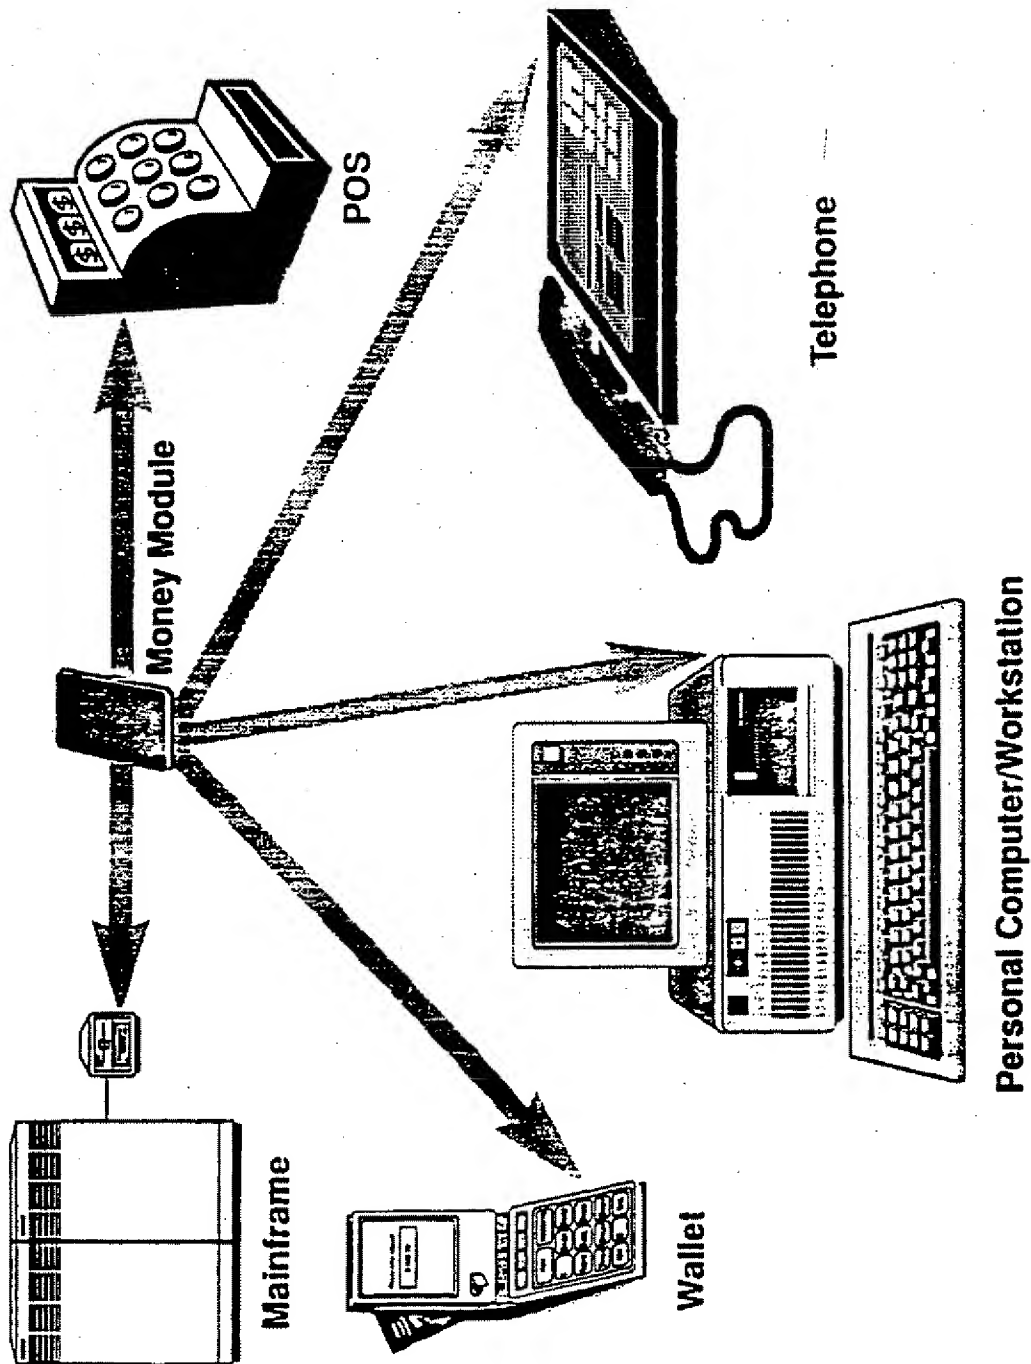 Mainframe
Money Module
$ $ $
POS
Wallet
Personal Computer/Workstation
Telephone